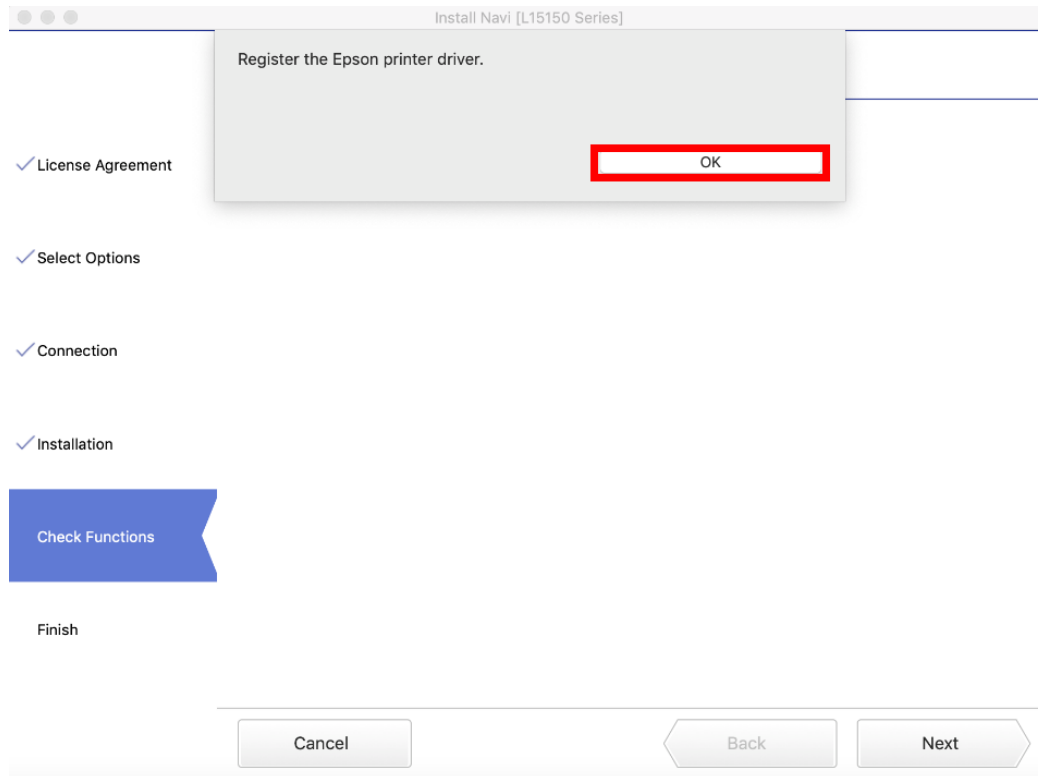 Install Navi [L15150 Series]
Register the Epson printer driver.
OK
License Agreement
Select Options
Connection
Installation
Check Functions
Finish
Cancel
Back
Next